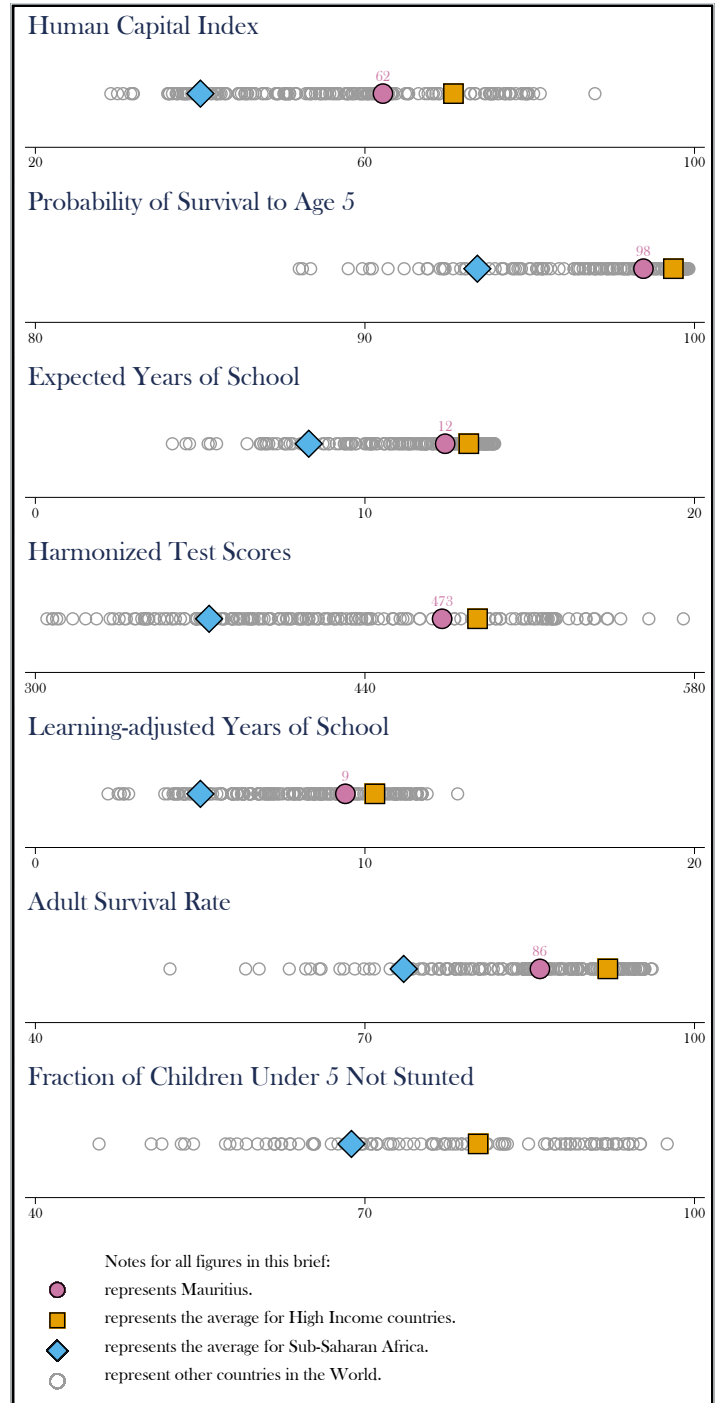 Human Capital Index
62
20 60 100
Probability of Survival to Age 5
98
80 90 100
Expected Years of School
12
0 10 20
Harmonized Test Scores
473
300 440 580
Learning-adjusted Years of School
9
0 10 20
Adult Survival Rate
86
40 70 100
Fraction of Children Under 5 Not Stunted
40 70 100
Notes for all figures in this brief:
represents Mauritius.
represents the average for High Income countries.
represents the average for Sub-Saharan Africa.
represent other countries in the World.